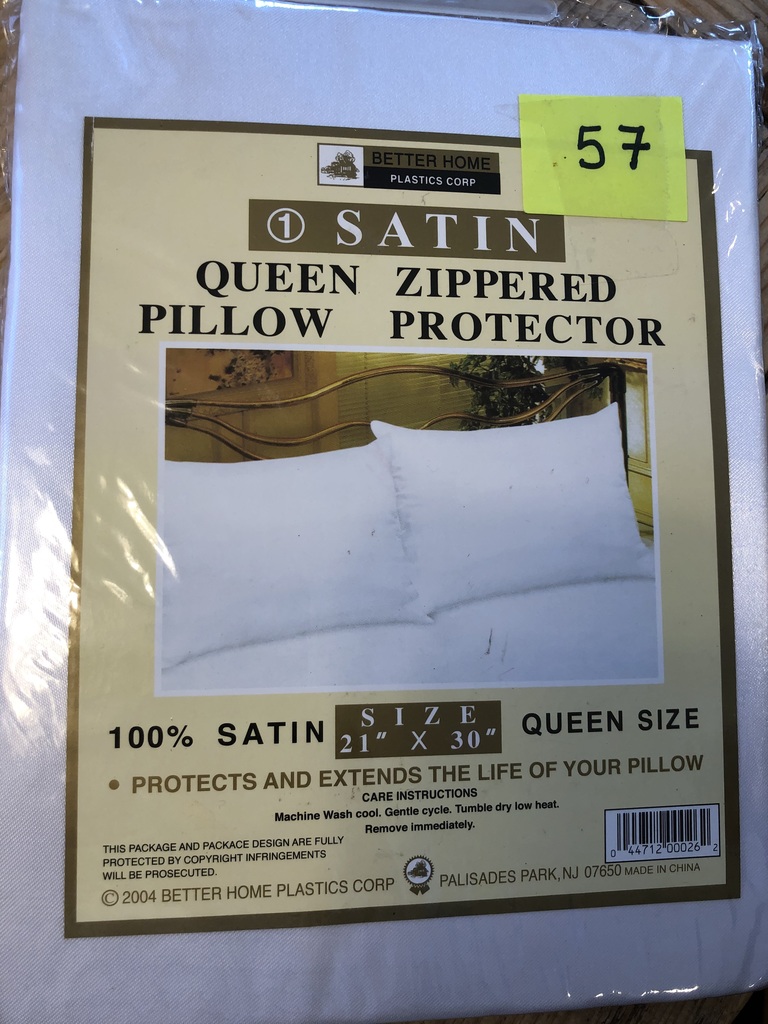 57
BETTER HOME
PLASTICS CORP
① SATIN
QUEEN ZIPPERED
PILLOW PROTECTOR
100% SATIN
SIZE
21" X 30"
QUEEN SIZE
• PROTECTS AND EXTENDS THE LIFE OF YOUR PILLOW
CARE INSTRUCTIONS
Machine Wash cool. Gentle cycle. Tumble dry low heat.
Remove immediately.
THIS PACKAGE AND PACKACE DESIGN ARE FULLY
PROTECTED BY COPYRIGHT INFRINGEMENTS
WILL BE PROSECUTED.
0 44712 00026 2
© 2004 BETTER HOME PLASTICS CORP
PALISADES PARK, NJ 07650 MADE IN CHINA